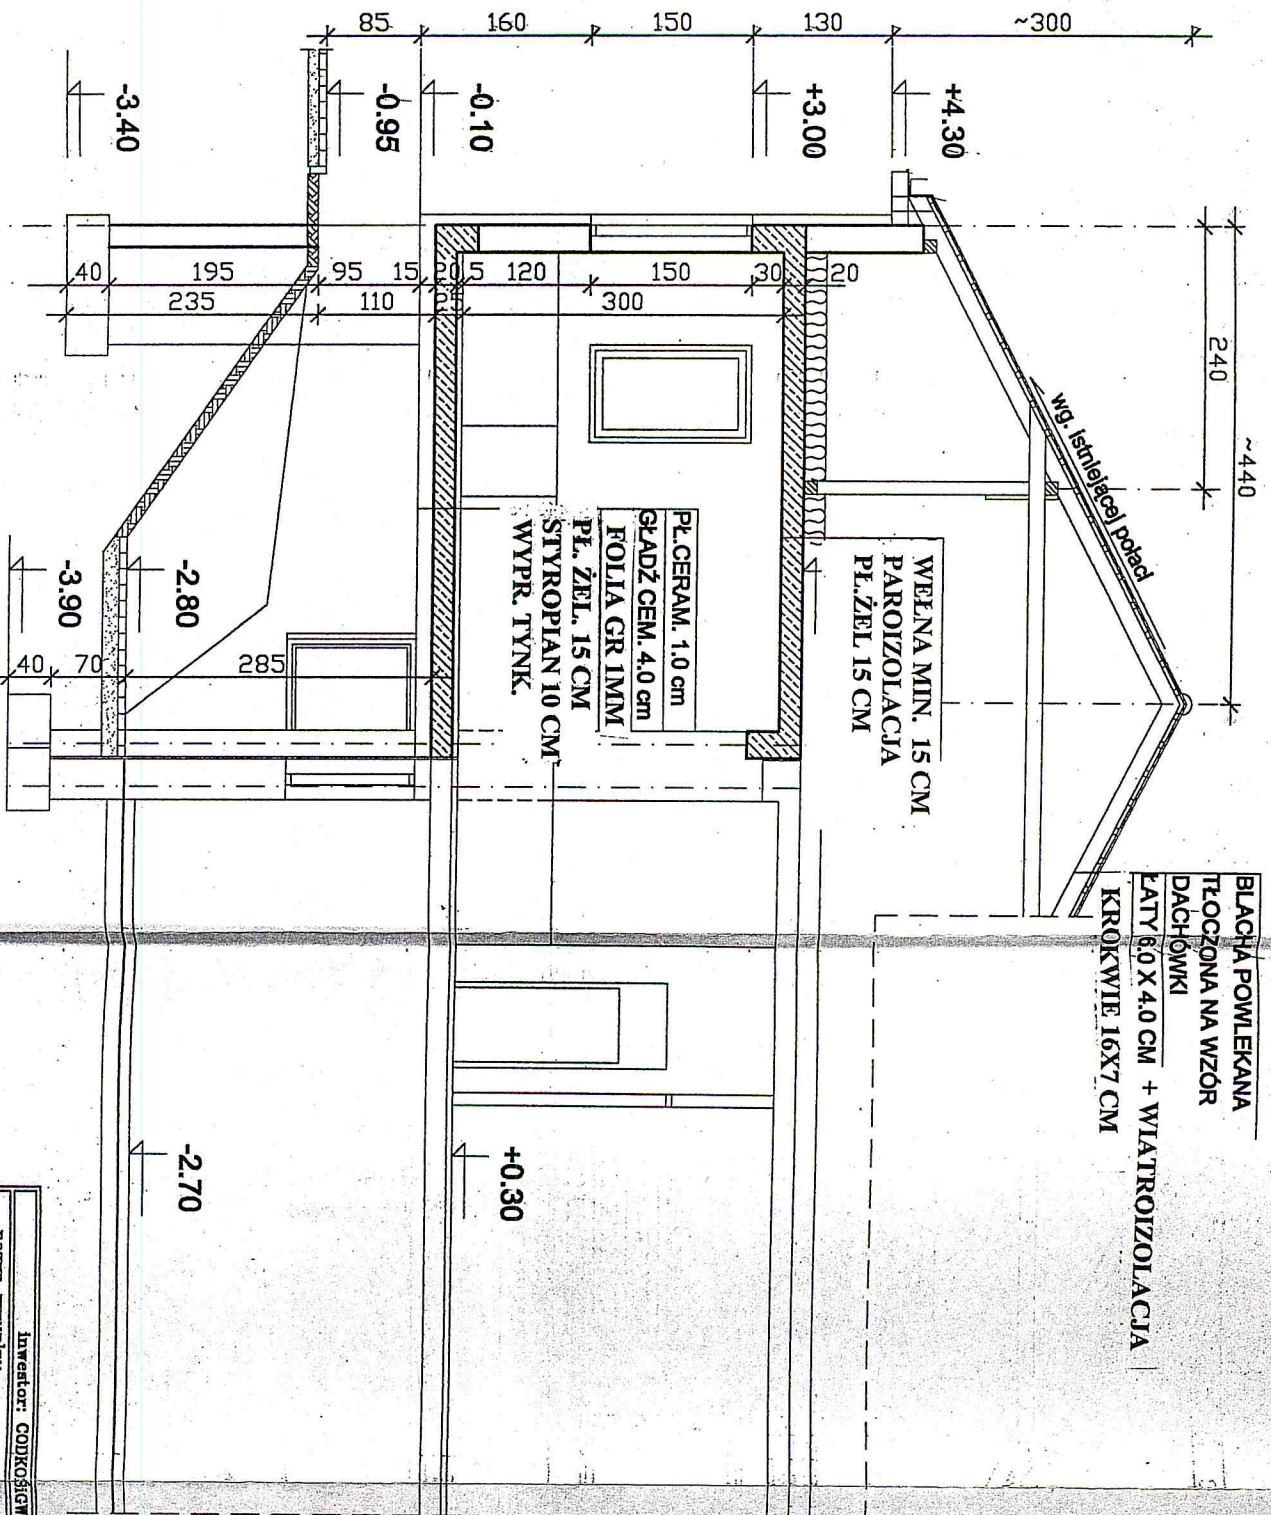 ~300
130
150
160
85
+4.30
+3.00
-0.10
-0.95
-3.40
240
~440
wg. istniejącej połaci
40
195
95
15
20
5
120
150
30
20
235
110
25
300
WEŁNA MIN. 15 CM
PAROIZOLACJA
PŁ.ŻEL 15 CM
PŁ.CERAM. 1.0 cm
GŁADŹ CEM. 4.0 cm
FOLIA GR 1MM
PŁ. ŻEL. 15 CM
STYROPIAN 10 CM
WYPR. TYNK.
-2.80
-3.90
40
70
285
BLACHA POWLEKANA
TŁOCZONA NA WZÓR
DACHÓWKI
ŁATY 6.0 X 4.0 CM + WIATROIZOLACJA
KROKWIE 16X7 CM
+0.30
-2.70
inwestor: